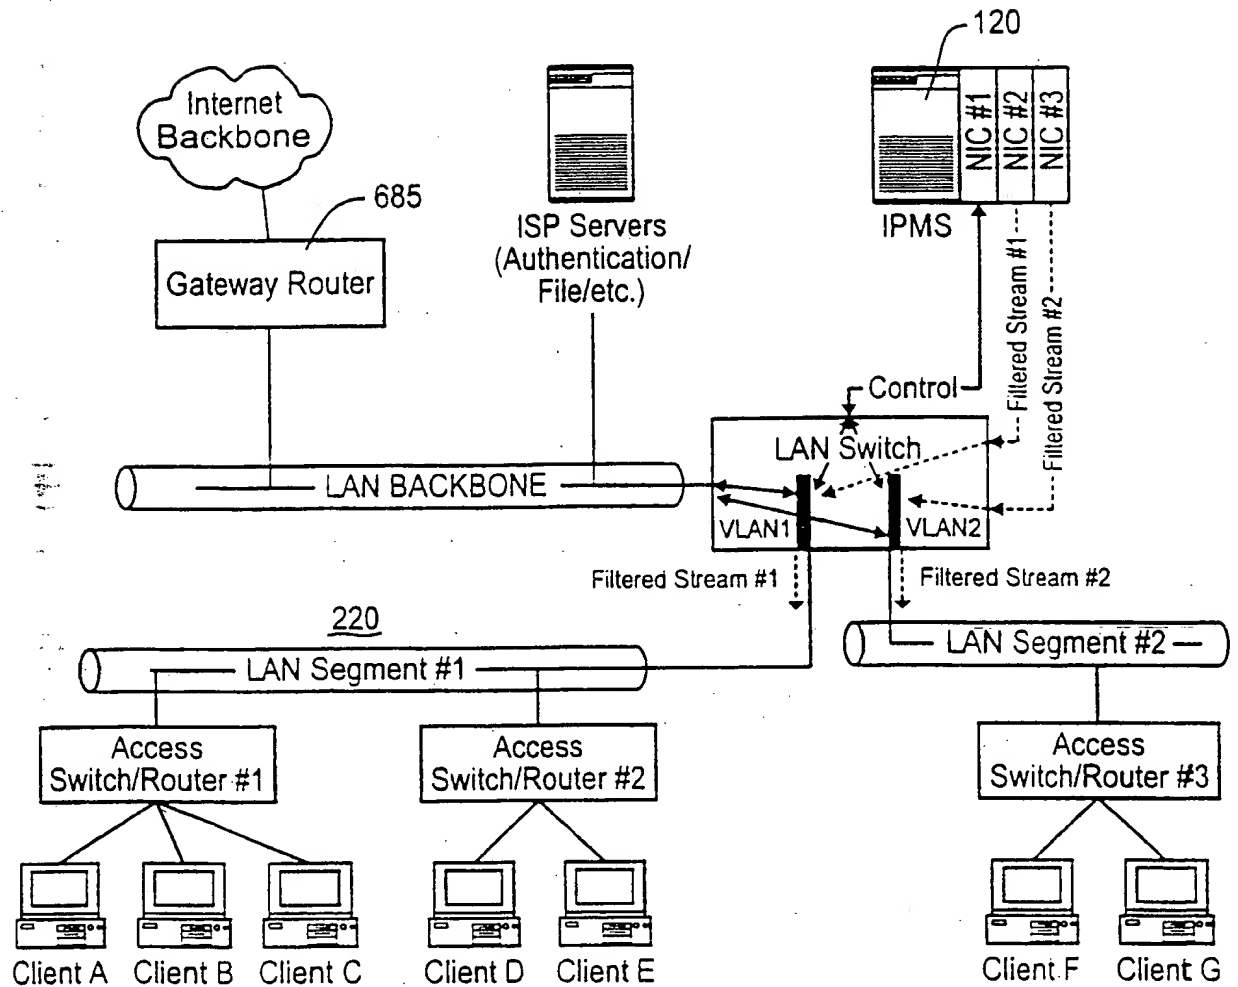 120
Internet
Backbone
NIC #1
NIC #2
NIC #3
685
ISP Servers
(Authentication/
File/etc.)
IPMS
Gateway Router
Filtered Stream #1
Filtered Stream #2
Control
LAN Switch
LAN BACKBONE
VLAN1
VLAN2
Filtered Stream #1
Filtered Stream #2
220
LAN Segment #1
LAN Segment #2
Access
Switch/Router #1
Access
Switch/Router #2
Access
Switch/Router #3
Client A
Client B
Client C
Client D
Client E
Client F
Client G